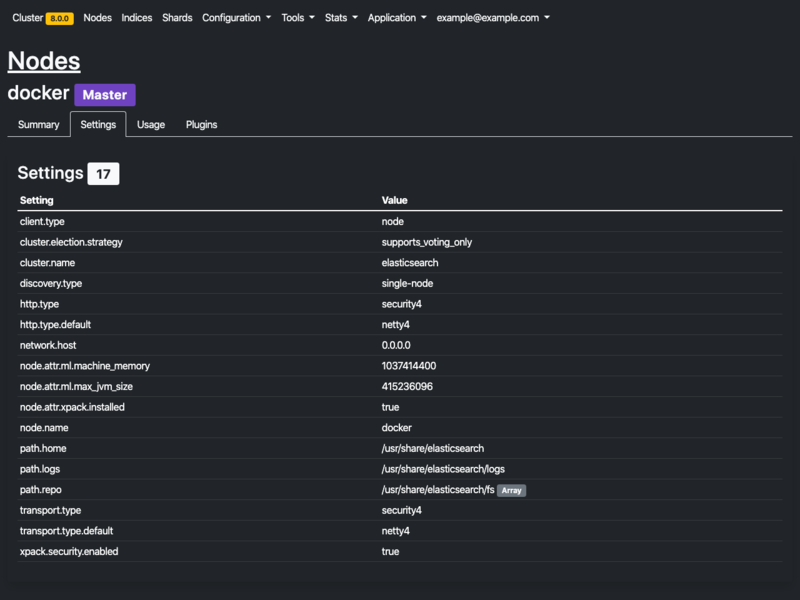 Cluster 8.0.0 Nodes Indices Shards Configuration Tools Stats Application example@example.com
Nodes
docker Master
Summary Settings Usage Plugins
Settings 17
Setting Value
client.type node
cluster.election.strategy supports_voting_only
cluster.name elasticsearch
discovery.type single-node
http.type security4
http.type.default netty4
network.host 0.0.0.0
node.attr.ml.machine_memory 1037414400
node.attr.ml.max_jvm_size 415236096
node.attr.xpack.installed true
node.name docker
path.home /usr/share/elasticsearch
path.logs /usr/share/elasticsearch/logs
path.repo /usr/share/elasticsearch/fs Array
transport.type security4
transport.type.default netty4
xpack.security.enabled true